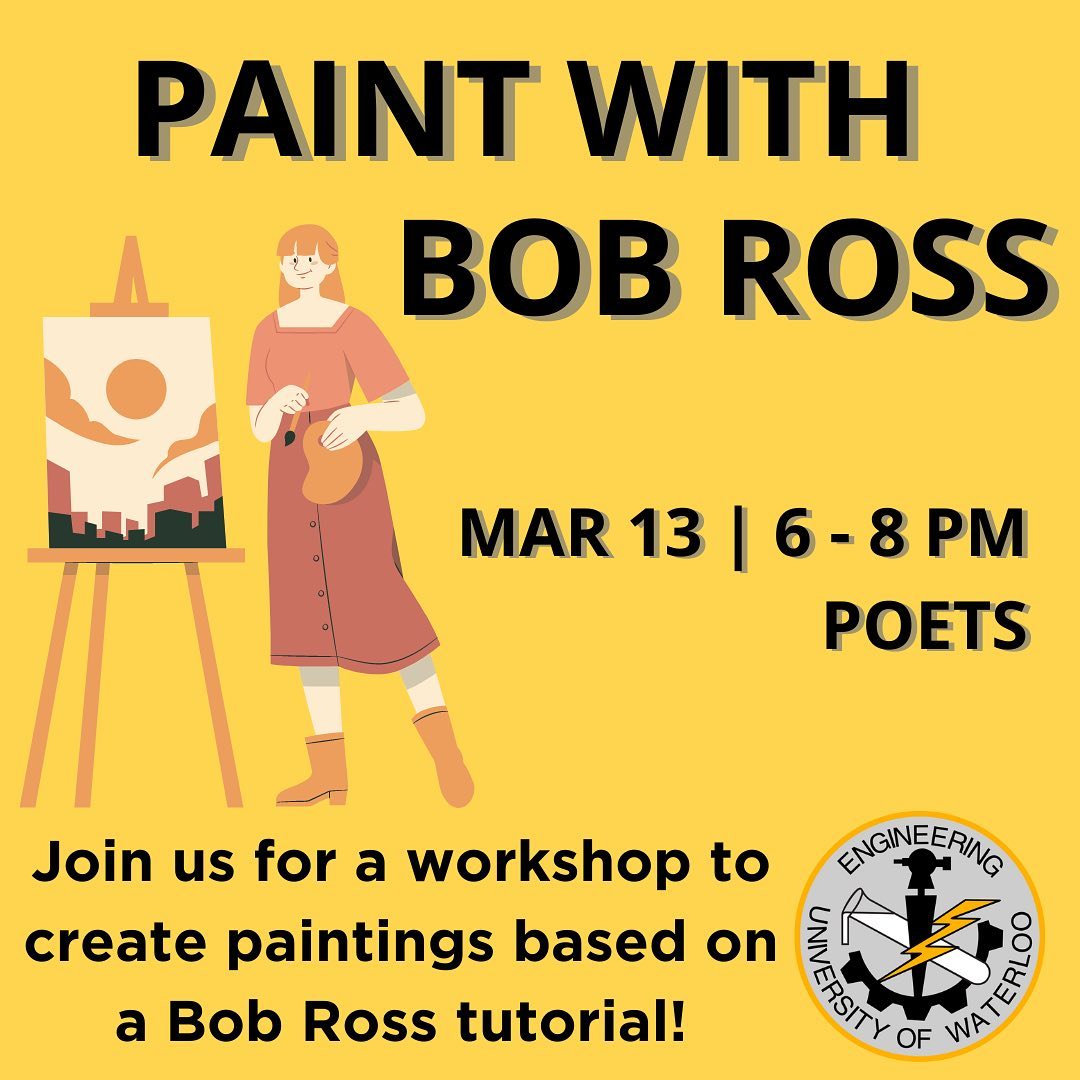 PAINT WITH
BOB ROSS
MAR 13 | 6 - 8 PM
POETS
Join us for a workshop to
create paintings based on
a Bob Ross tutorial!
ENGINEERING
UNIVERSITY OF WATERLOO